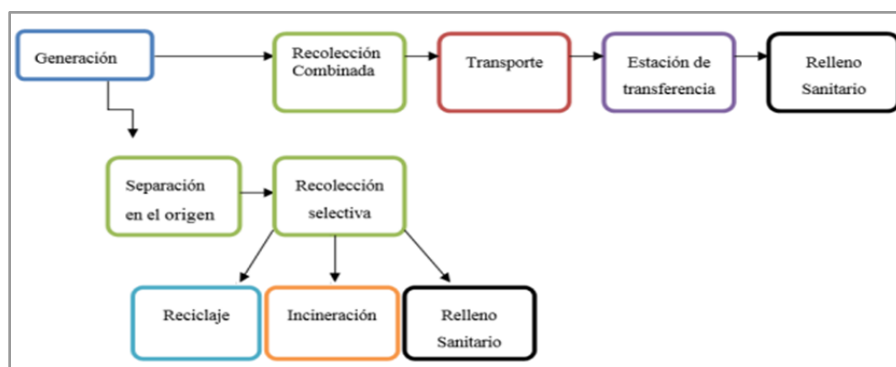 Generación
Recolección
Combinada
Transporte
Estación de
transferencia
Relleno
Sanitario
Separación
en el origen
Recolección
selectiva
Reciclaje
Incineración
Relleno
Sanitario